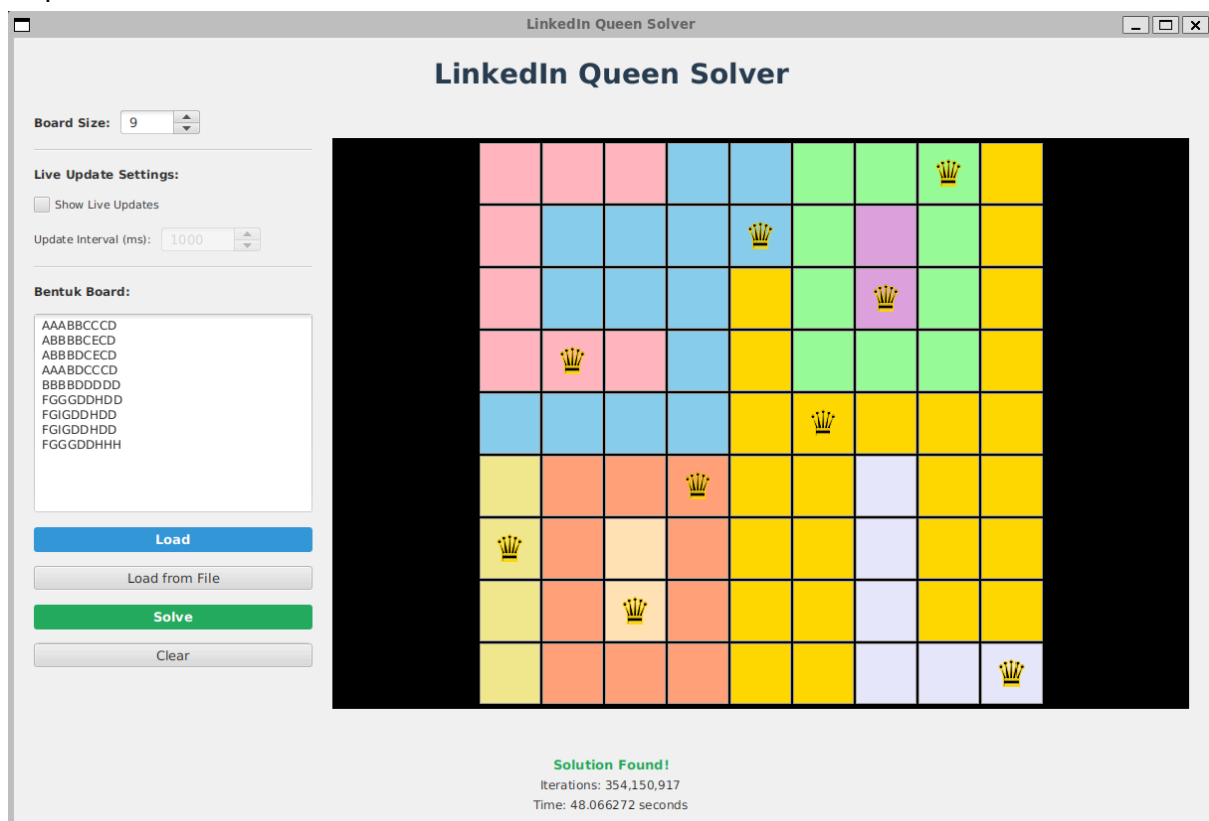 LinkedIn Queen Solver
LinkedIn Queen Solver
Board Size: 9
Live Update Settings:
Show Live Updates
Update Interval (ms): 1000
Bentuk Board:
AAABBCCCD
ABBBBCECD
ABBBDCECD
AAABDCCCD
BBBBDDDDD
FGGGDDHDD
FGIGDDHDD
FGIGDDHDD
FGGGDDHHH
Load
Load from File
Solve
Clear
Solution Found!
Iterations: 354,150,917
Time: 48.066272 seconds